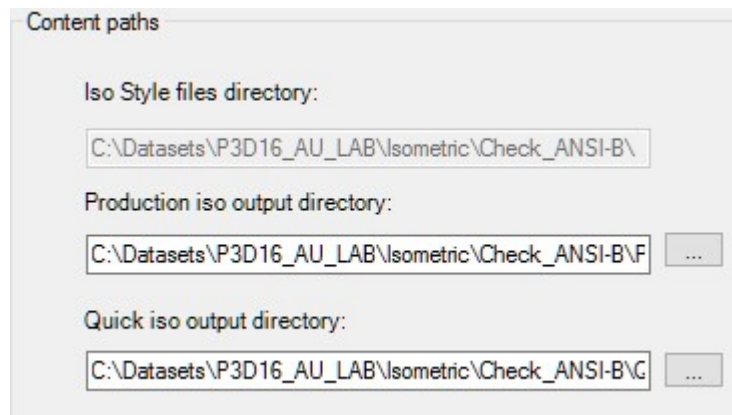 Content paths
Iso Style files directory:
C:\Datasets\P3D16_AU_LAB\Isometric\Check_ANSI-B\
Production iso output directory:
C:\Datasets\P3D16_AU_LAB\Isometric\Check_ANSI-B\F
...
Quick iso output directory:
C:\Datasets\P3D16_AU_LAB\Isometric\Check_ANSI-B\Q
...